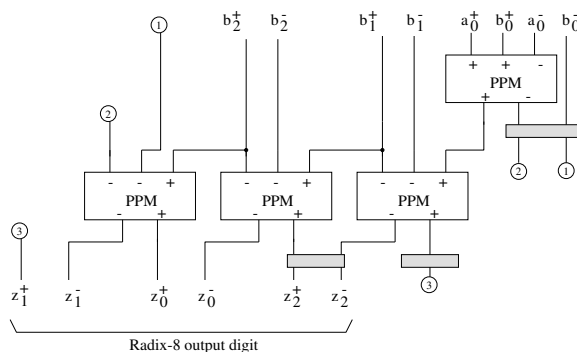 ① b₂⁺ b₂⁻ b₁⁺ b₁⁻ a₀⁺ b₀⁺ a₀⁻ b₀⁻
+ + -
PPM
+ -
②
② ①
- - + - - + - - +
PPM PPM PPM
- + - + - +
③
③
z₁⁺ z₁⁻ z₀⁺ z₀⁻ z₂⁺ z₂⁻
Radix-8 output digit